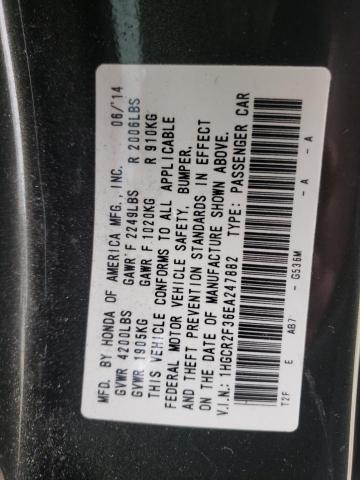 MFD. BY HONDA OF AMERICA MFG., INC. 06/'14
GVWR 4200LBS GAWR F 2249LBS R 2006LBS
GVWR 1905KG GAWR F 1020KG R 910KG
THIS VEHICLE CONFORMS TO ALL APPLICABLE
FEDERAL MOTOR VEHICLE SAFETY, BUMPER,
AND THEFT PREVENTION STANDARDS IN EFFECT
ON THE DATE OF MANUFACTURE SHOWN ABOVE.
V.I.N.: 1HGCR2F36EA247882 TYPE: PASSENGER CAR
T2F E AB7 - G536M - A - A